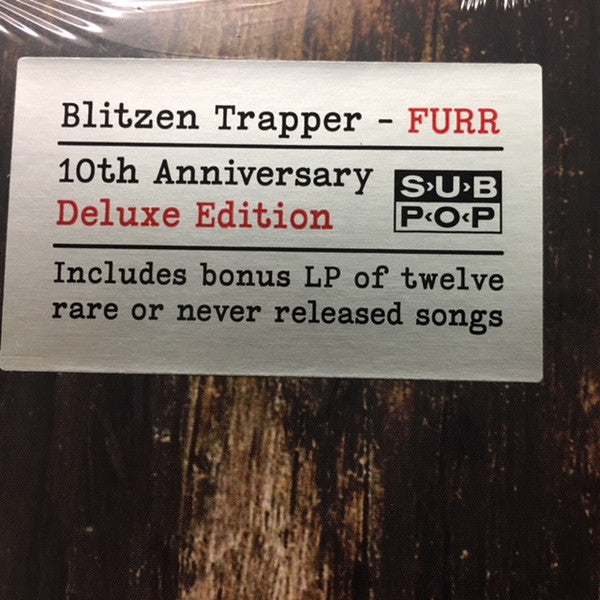 Blitzen Trapper - FURR
10th Anniversary
Deluxe Edition
S›U›B
P‹O‹P
Includes bonus LP of twelve
rare or never released songs